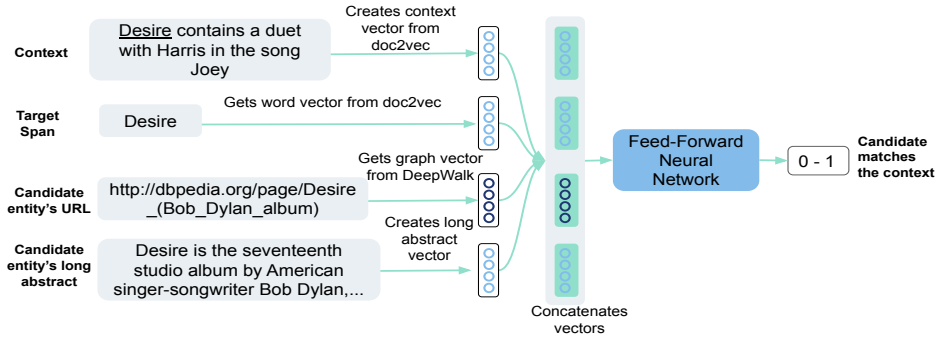 Context
Desire contains a duet
with Harris in the song
Joey
Creates context
vector from
doc2vec
Target
Span
Desire
Gets word vector from doc2vec
Candidate
entity's URL
http://dbpedia.org/page/Desire
_(Bob_Dylan_album)
Gets graph vector
from DeepWalk
Candidate
entity's long
abstract
Desire is the seventeenth
studio album by American
singer-songwriter Bob Dylan,...
Creates long
abstract
vector
Concatenates
vectors
Feed-Forward
Neural
Network
0 - 1
Candidate
matches
the context